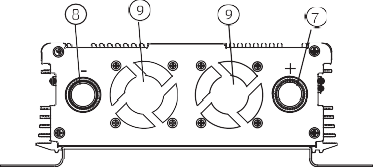 ⑧ ⑨ ⑨ ⑦
- +